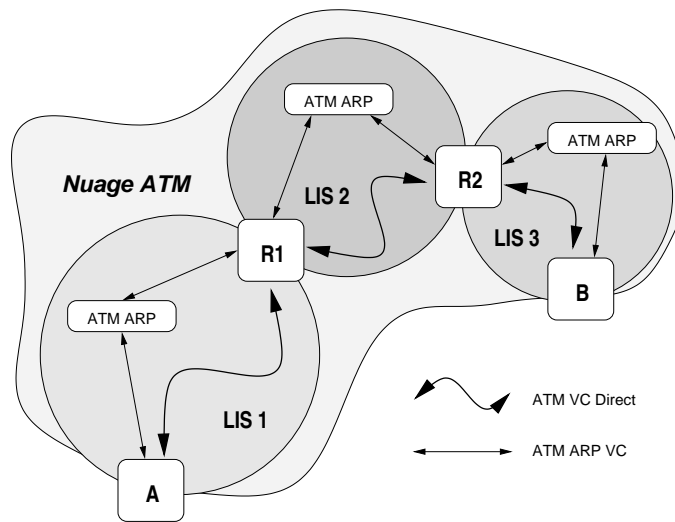 ATM ARP
ATM ARP
Nuage ATM
R2
LIS 2
LIS 3
R1
B
ATM ARP
ATM VC Direct
LIS 1
ATM ARP VC
A